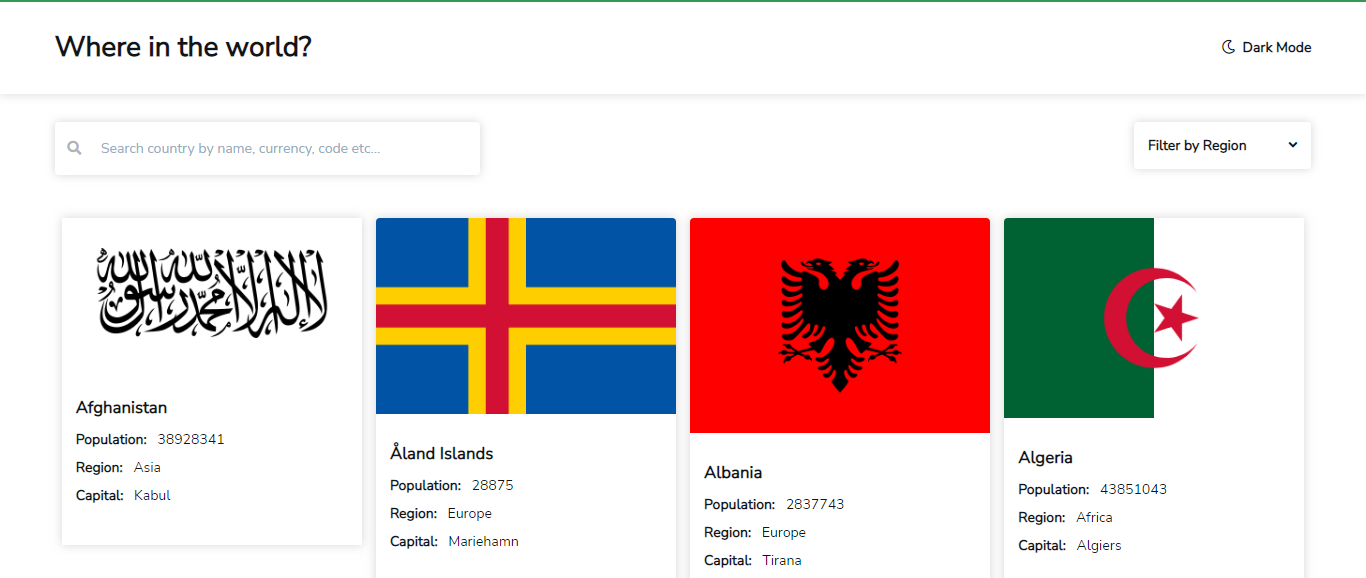 Where in the world?
Dark Mode
Search country by name, currency, code etc...
Filter by Region
لا إله إلا الله محمد رسول الله
Afghanistan
Population: 38928341
Region: Asia
Capital: Kabul
Åland Islands
Population: 28875
Region: Europe
Capital: Mariehamn
Albania
Population: 2837743
Region: Europe
Capital: Tirana
Algeria
Population: 43851043
Region: Africa
Capital: Algiers